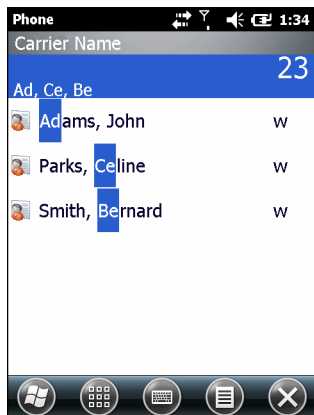 Phone 1:34
Carrier Name
23
Ad, Ce, Be
Adams, John w
Parks, Celine w
Smith, Bernard w